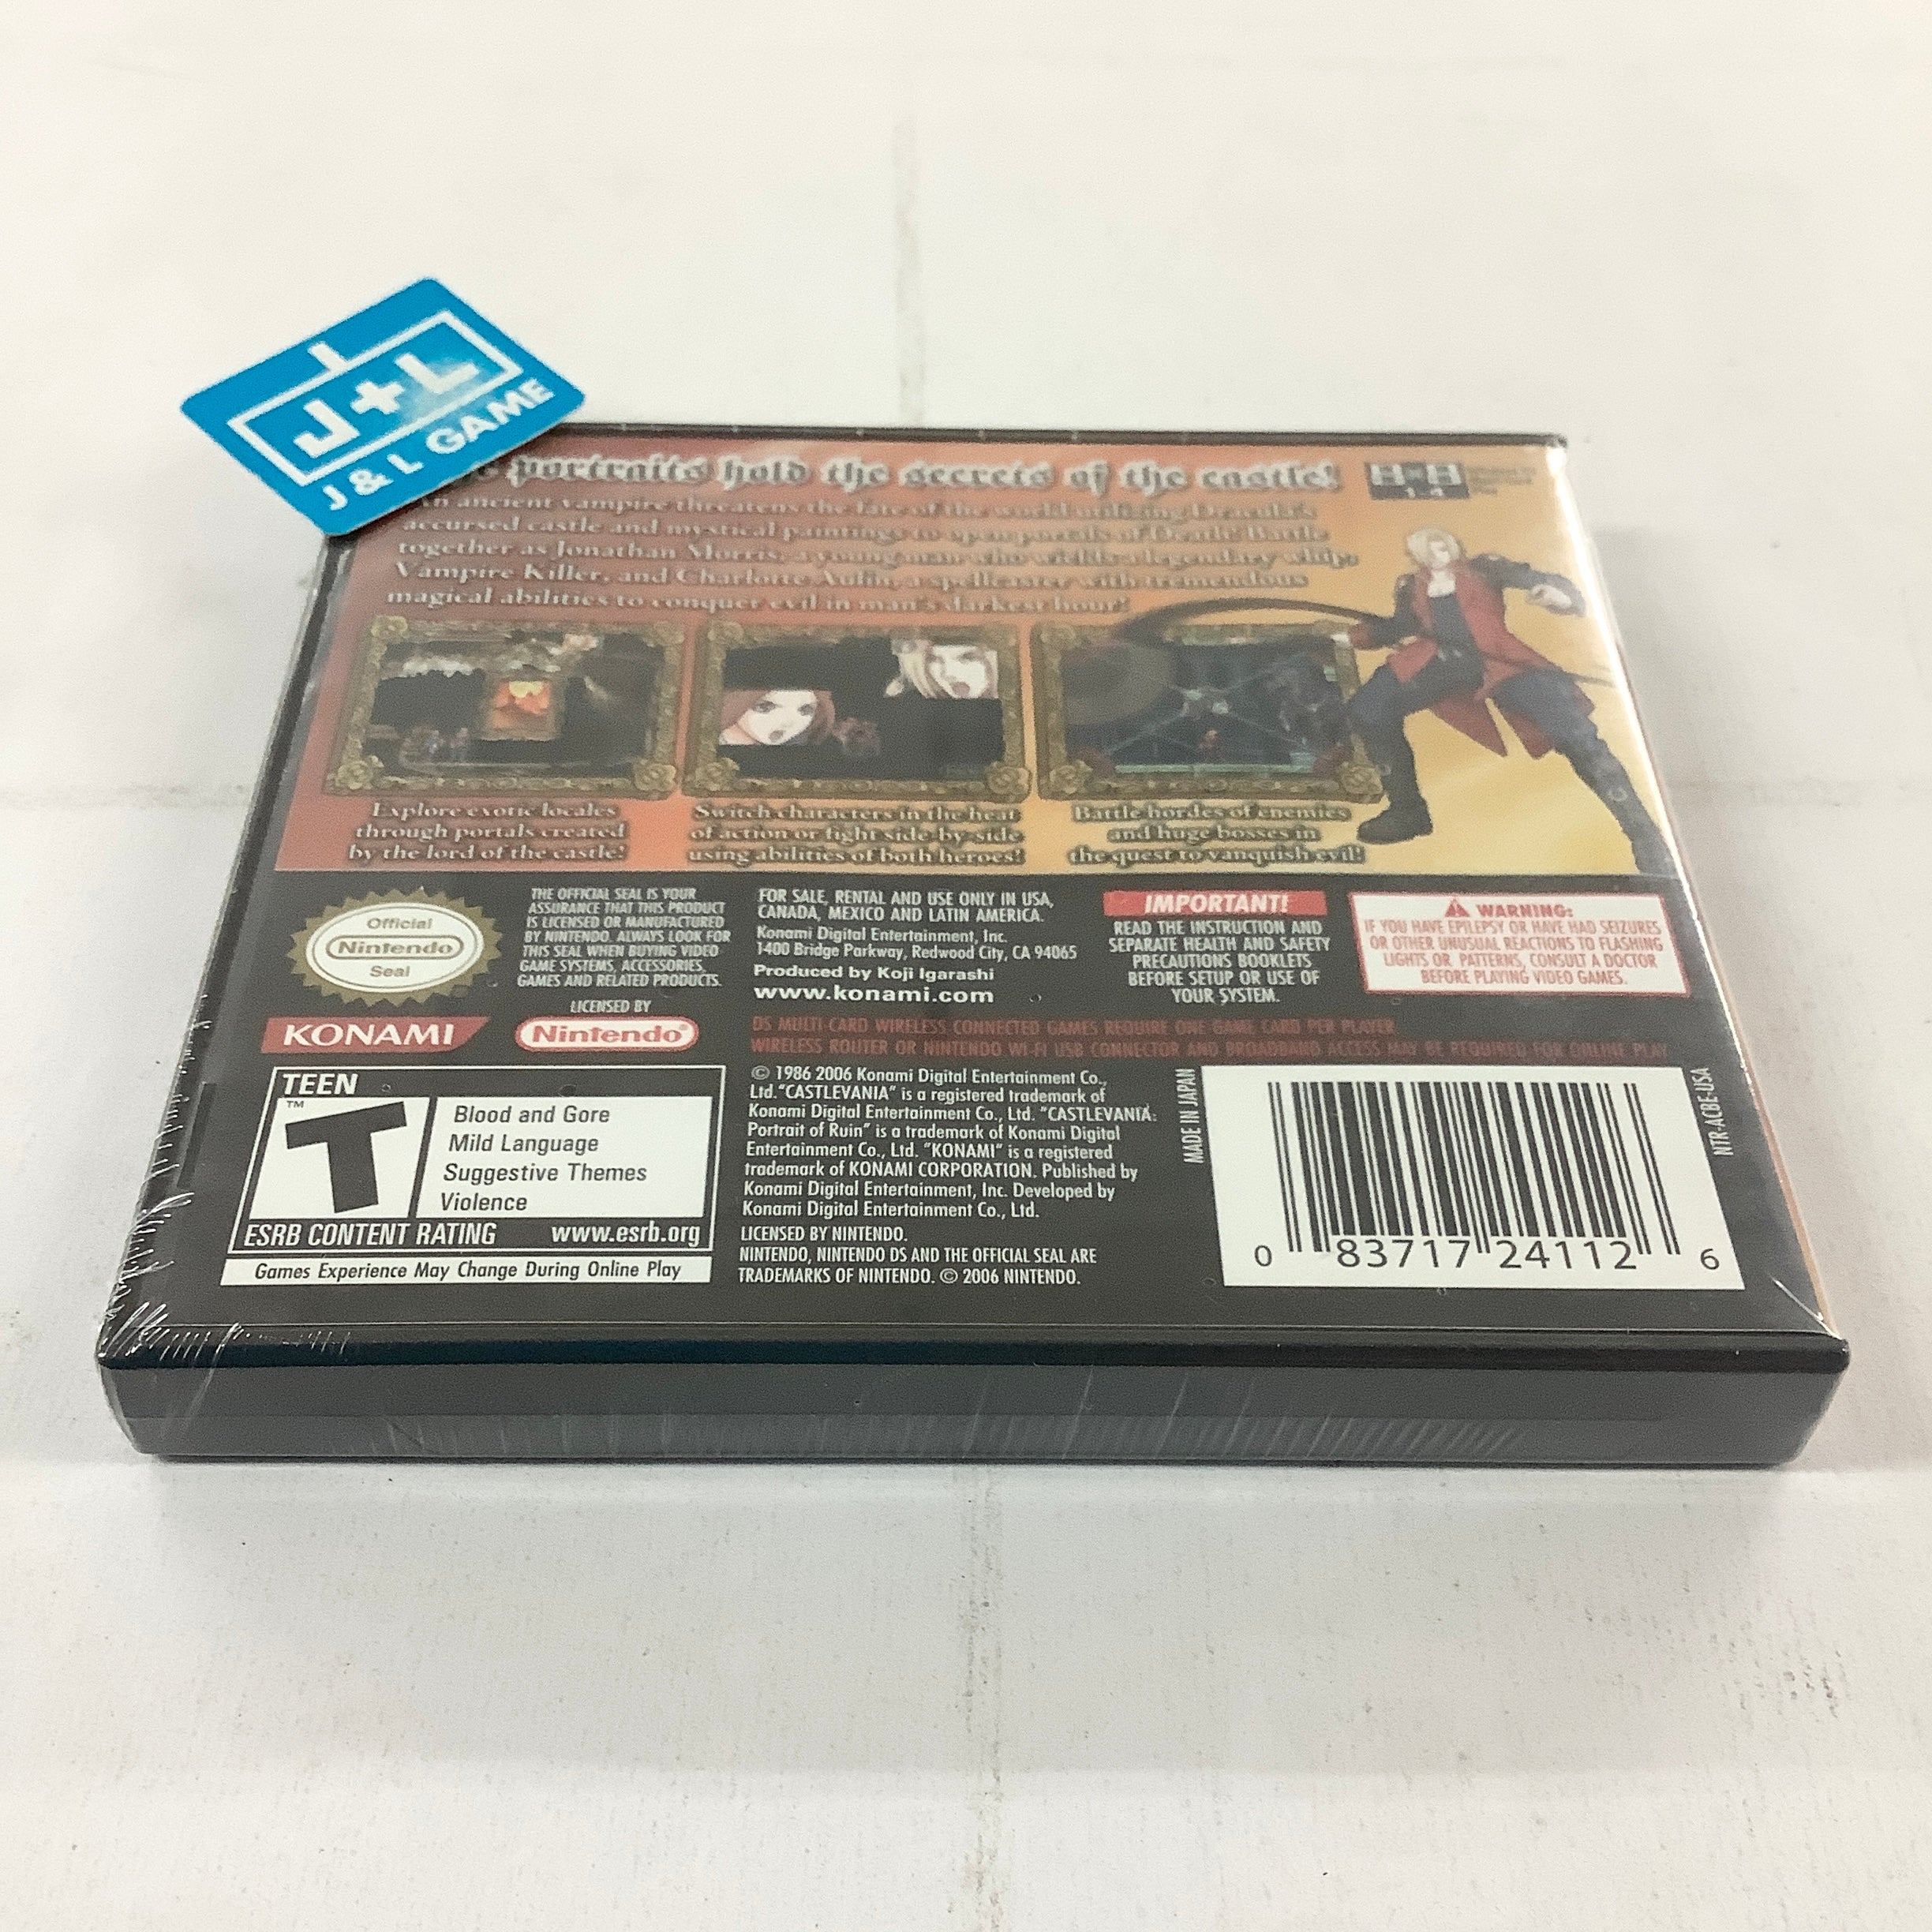 J+L
J & L GAME
portraits hold the secrets of the castle!
1-4
An ancient vampire threatens the fate of the world utilizing Dracula's
accursed castle and mystical paintings to open portals of Death! Battle
together as Jonathan Morris, a young man who wields a legendary whip,
Vampire Killer, and Charlotte Aulin, a spellcaster with tremendous
magical abilities to conquer evil in man's darkest hour!
Explore exotic locales
through portals created
by the lord of the castle!
Switch characters in the heat
of action or fight side-by-side
using abilities of both heroes!
Battle hordes of enemies
and huge bosses in
the quest to vanquish evil!
Official
Nintendo
Seal
THE OFFICIAL SEAL IS YOUR
ASSURANCE THAT THIS PRODUCT
IS LICENSED OR MANUFACTURED
BY NINTENDO. ALWAYS LOOK FOR
THIS SEAL WHEN BUYING VIDEO
GAME SYSTEMS, ACCESSORIES,
GAMES AND RELATED PRODUCTS.
FOR SALE, RENTAL AND USE ONLY IN USA,
CANADA, MEXICO AND LATIN AMERICA.
Konami Digital Entertainment, Inc.
1400 Bridge Parkway, Redwood City, CA 94065
Produced by Koji Igarashi
www.konami.com
IMPORTANT!
READ THE INSTRUCTION AND
SEPARATE HEALTH AND SAFETY
PRECAUTIONS BOOKLETS
BEFORE SETUP OR USE OF
YOUR SYSTEM.
WARNING:
IF YOU HAVE EPILEPSY OR HAVE HAD SEIZURES
OR OTHER UNUSUAL REACTIONS TO FLASHING
LIGHTS OR PATTERNS, CONSULT A DOCTOR
BEFORE PLAYING VIDEO GAMES.
KONAMI
LICENSED BY
Nintendo®
DS MULTI-CARD WIRELESS CONNECTED GAMES REQUIRE ONE GAME CARD PER PLAYER
WIRELESS ROUTER OR NINTENDO WI-FI USB CONNECTOR AND BROADBAND ACCESS MAY BE REQUIRED FOR ONLINE PLAY
TEEN
™
T
Blood and Gore
Mild Language
Suggestive Themes
Violence
ESRB CONTENT RATING www.esrb.org
Games Experience May Change During Online Play
© 1986 2006 Konami Digital Entertainment Co.,
Ltd. "CASTLEVANIA" is a registered trademark of
Konami Digital Entertainment Co., Ltd. "CASTLEVANIA:
Portrait of Ruin" is a trademark of Konami Digital
Entertainment Co., Ltd. "KONAMI" is a registered
trademark of KONAMI CORPORATION. Published by
Konami Digital Entertainment, Inc. Developed by
Konami Digital Entertainment Co., Ltd.
LICENSED BY NINTENDO.
NINTENDO, NINTENDO DS AND THE OFFICIAL SEAL ARE
TRADEMARKS OF NINTENDO. © 2006 NINTENDO.
MADE IN JAPAN
0 83717 24112 6
NTR-ACBE-USA